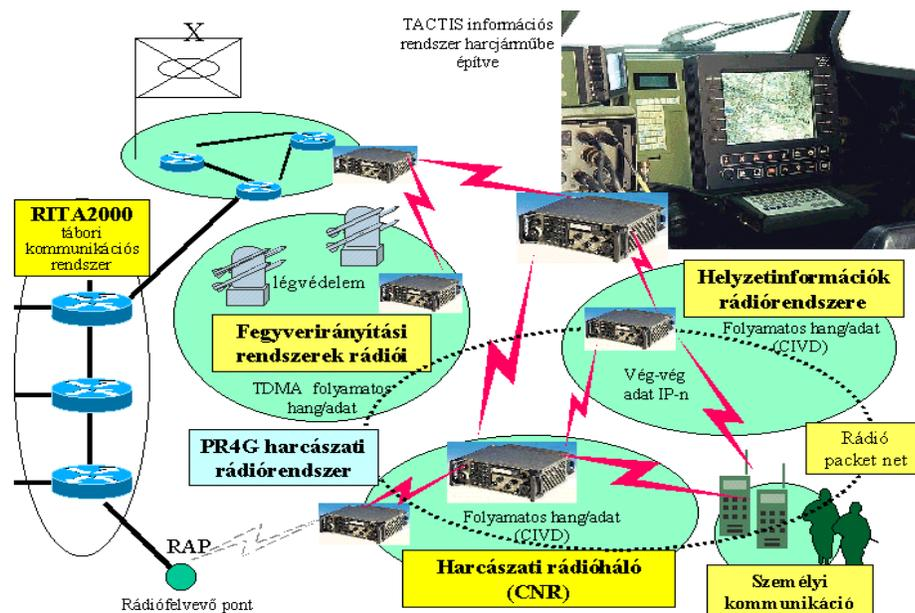 X
TACTIS információs
rendszer harcjárműbe
építve
RITA2000
tábori
kommunikációs
rendszer
légvédelem
Fegyverirányítási
rendszerek rádiói
TDMA folyamatos
hang/adat
Helyzetinformációk
rádiórendszere
Folyamatos hang/adat
(CIVD)
Vég-vég
adat IP-n
PR4G harcászati
rádiórendszer
Rádió
packet net
Folyamatos hang/adat
(CIVD)
RAP
Rádiófelvevő pont
Harcászati rádióháló
(CNR)
Személyi
kommunikáció